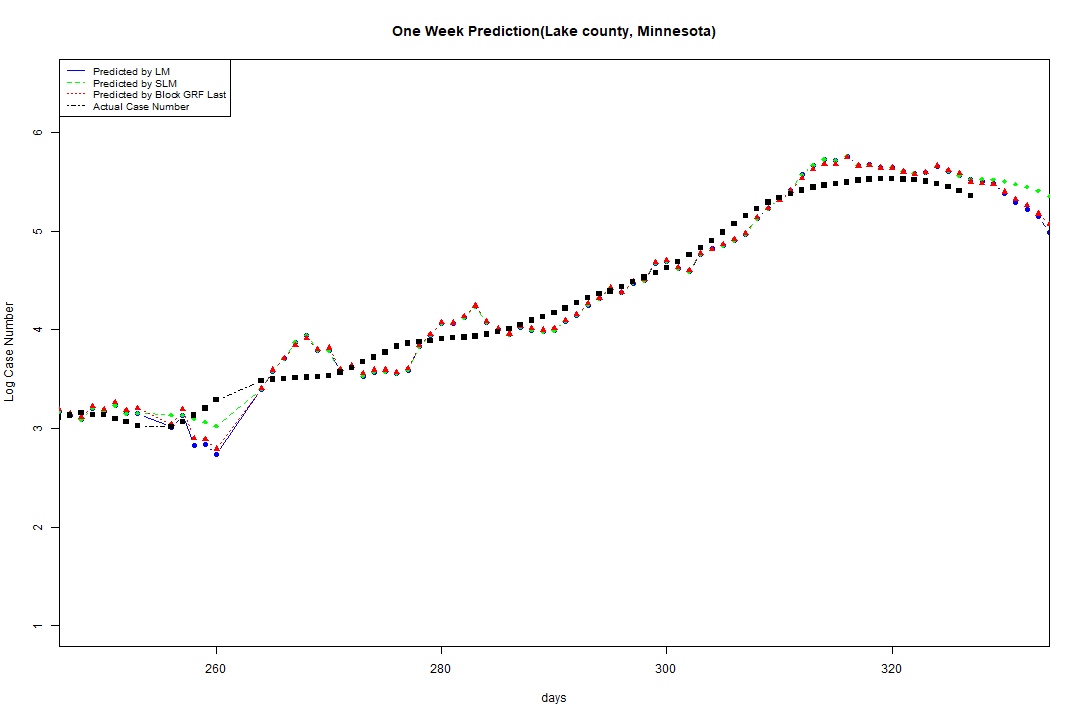 One Week Prediction(Lake county, Minnesota)
Predicted by LM
Predicted by SLM
Predicted by Block GRF Last
Actual Case Number
6
5
4
3
2
1
Log Case Number
260
280
300
320
days